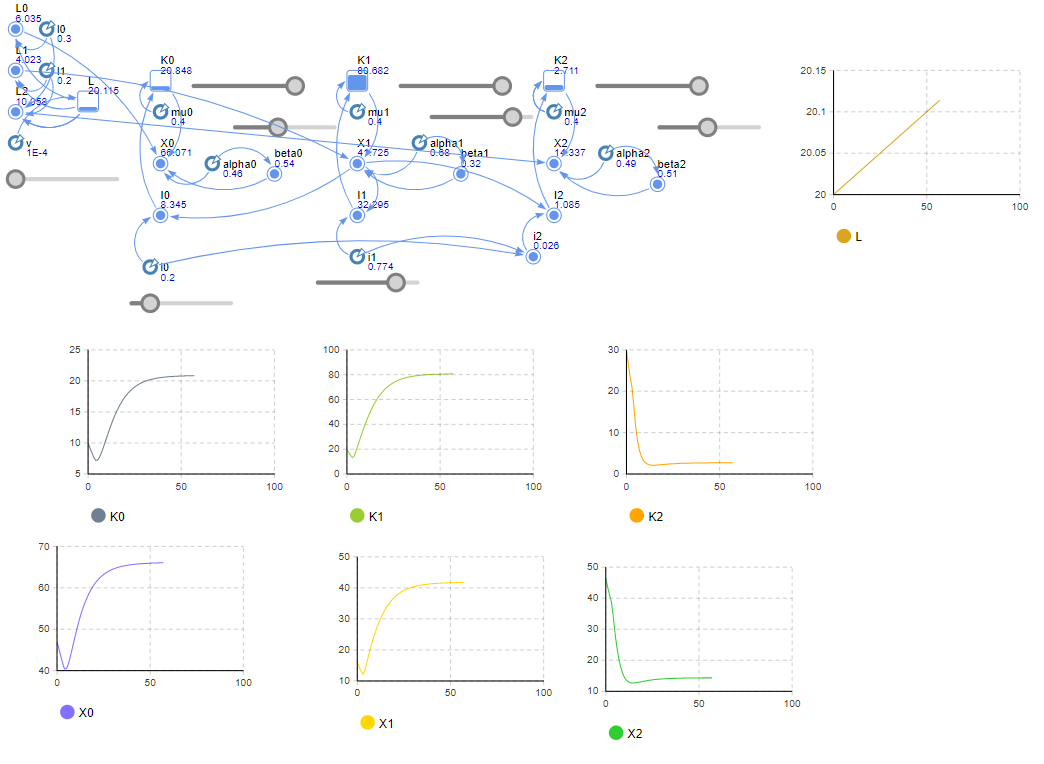 L0
6.035
l0
0.3
L1
4.023
l1
0.2
L
20.115
L2
10.058
v
1E-4
K0
20.848
mu0
0.4
X0
66.071
alpha0
0.46
beta0
0.54
I0
8.345
i0
0.2
K1
80.682
mu1
0.4
X1
41.725
alpha1
0.68
beta1
0.32
I1
32.295
i1
0.774
K2
2.711
mu2
0.4
X2
14.337
alpha2
0.49
beta2
0.51
I2
1.085
i2
0.026
20.15
20.1
20.05
20
0
50
100
L
25
20
15
10
5
0
50
100
K0
100
80
60
40
20
0
0
50
100
K1
30
20
10
0
0
50
100
K2
70
60
50
40
0
50
100
X0
50
40
30
20
10
0
50
100
X1
50
40
30
20
10
0
50
100
X2